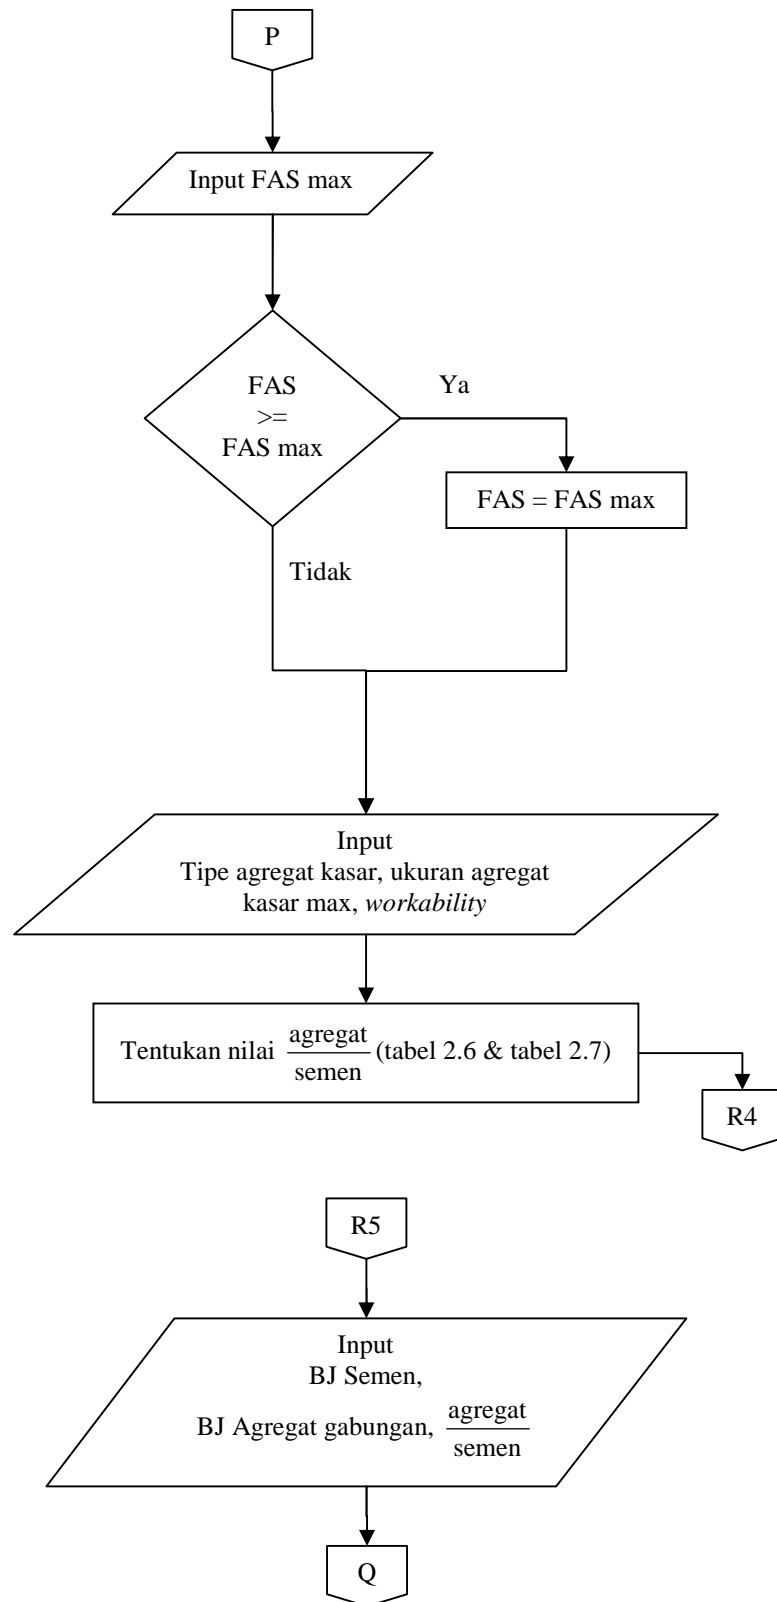 P
Input FAS max
FAS
>=
FAS max
Ya
FAS = FAS max
Tidak
Input
Tipe agregat kasar, ukuran agregat
kasar max, workability
Tentukan nilai agregat/semen (tabel 2.6 & tabel 2.7)
R4
R5
Input
BJ Semen,
BJ Agregat gabungan, agregat/semen
Q